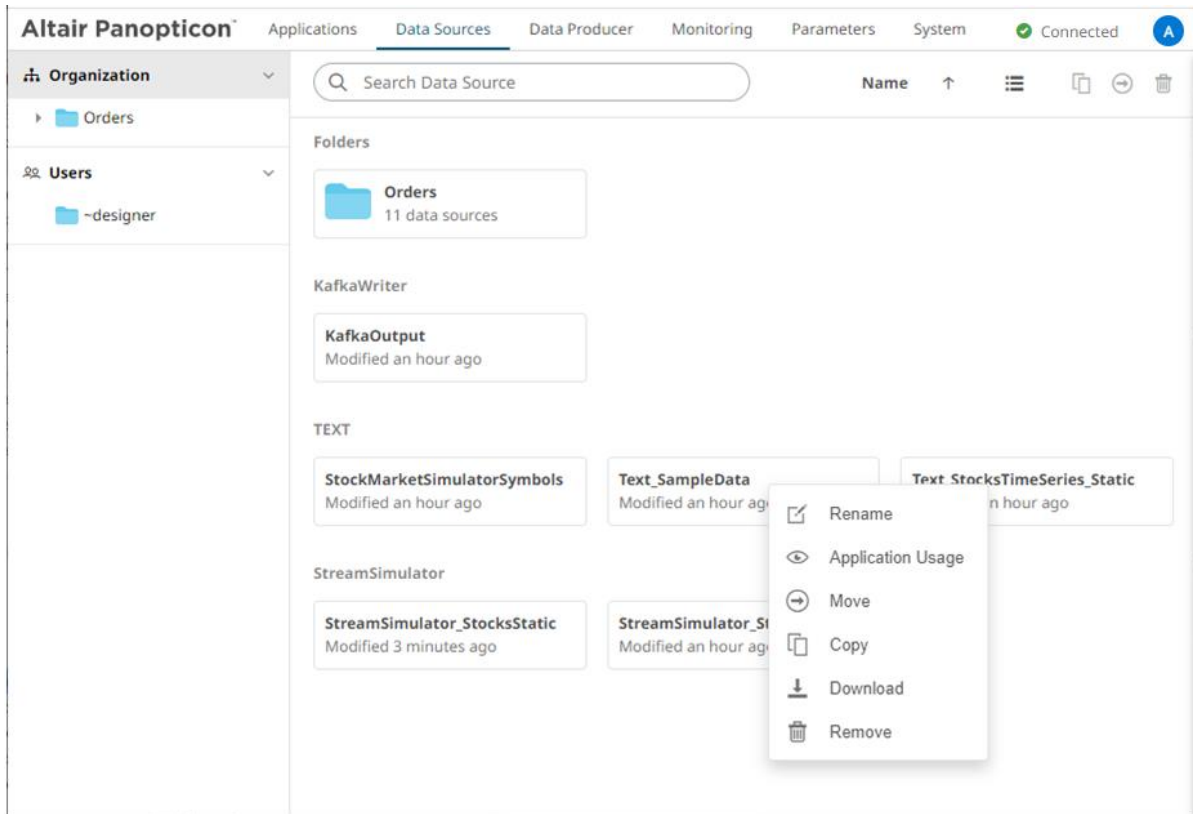 Altair Panopticon™
Applications Data Sources Data Producer Monitoring Parameters System Connected A
Organization
Orders
Users
~designer
Search Data Source
Name
Folders
Orders
11 data sources
KafkaWriter
KafkaOutput
Modified an hour ago
TEXT
StockMarketSimulatorSymbols
Modified an hour ago
Text_SampleData
Modified an hour ago
Text_StocksTimeSeries_Static
n hour ago
StreamSimulator
StreamSimulator_StocksStatic
Modified 3 minutes ago
StreamSimulator_St
Modified an hour ago
Rename
Application Usage
Move
Copy
Download
Remove